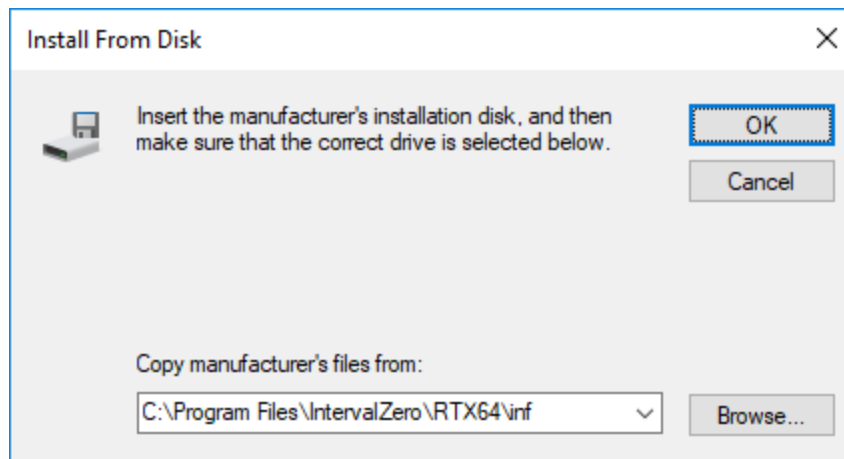 Install From Disk
Insert the manufacturer's installation disk, and then
make sure that the correct drive is selected below.
OK
Cancel
Copy manufacturer's files from:
C:\Program Files\IntervalZero\RTX64\inf
Browse...